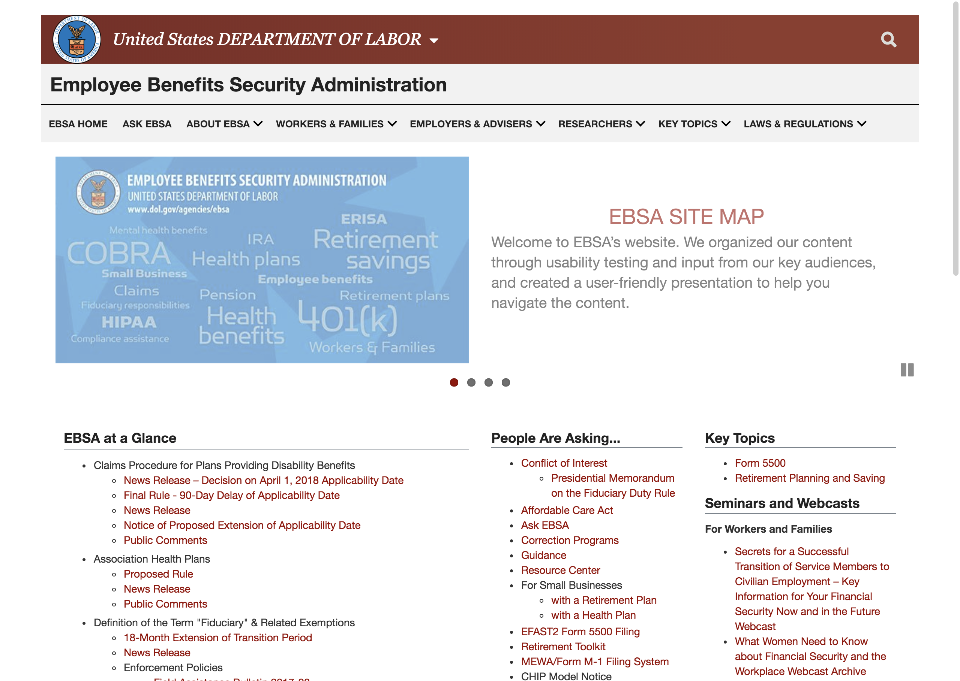 United States DEPARTMENT OF LABOR
Employee Benefits Security Administration
EBSA HOME ASK EBSA ABOUT EBSA WORKERS & FAMILIES EMPLOYERS & ADVISERS RESEARCHERS KEY TOPICS LAWS & REGULATIONS
EMPLOYEE BENEFITS SECURITY ADMINISTRATION
UNITED STATES DEPARTMENT OF LABOR
www.dol.gov/agencies/ebsa
Mental health benefits
ERISA
COBRA
IRA
Retirement
savings
Health plans
Small Business
Employee benefits
Claims
Pension
Retirement plans
Fiduciary responsibilities
HIPAA
Health
benefits
401(k)
Compliance assistance
Workers & Families
EBSA SITE MAP
Welcome to EBSA's website. We organized our content
through usability testing and input from our key audiences,
and created a user-friendly presentation to help you
navigate the content.
EBSA at a Glance
Claims Procedure for Plans Providing Disability Benefits
News Release – Decision on April 1, 2018 Applicability Date
Final Rule - 90-Day Delay of Applicability Date
News Release
Notice of Proposed Extension of Applicability Date
Public Comments
Association Health Plans
Proposed Rule
News Release
Public Comments
Definition of the Term "Fiduciary" & Related Exemptions
18-Month Extension of Transition Period
News Release
Enforcement Policies
People Are Asking...
Conflict of Interest
Presidential Memorandum
on the Fiduciary Duty Rule
Affordable Care Act
Ask EBSA
Correction Programs
Guidance
Resource Center
For Small Businesses
with a Retirement Plan
with a Health Plan
EFAST2 Form 5500 Filing
Retirement Toolkit
MEWA/Form M-1 Filing System
CHIP Model Notice
Key Topics
Form 5500
Retirement Planning and Saving
Seminars and Webcasts
For Workers and Families
Secrets for a Successful
Transition of Service Members to
Civilian Employment – Key
Information for Your Financial
Security Now and in the Future
Webcast
What Women Need to Know
about Financial Security and the
Workplace Webcast Archive